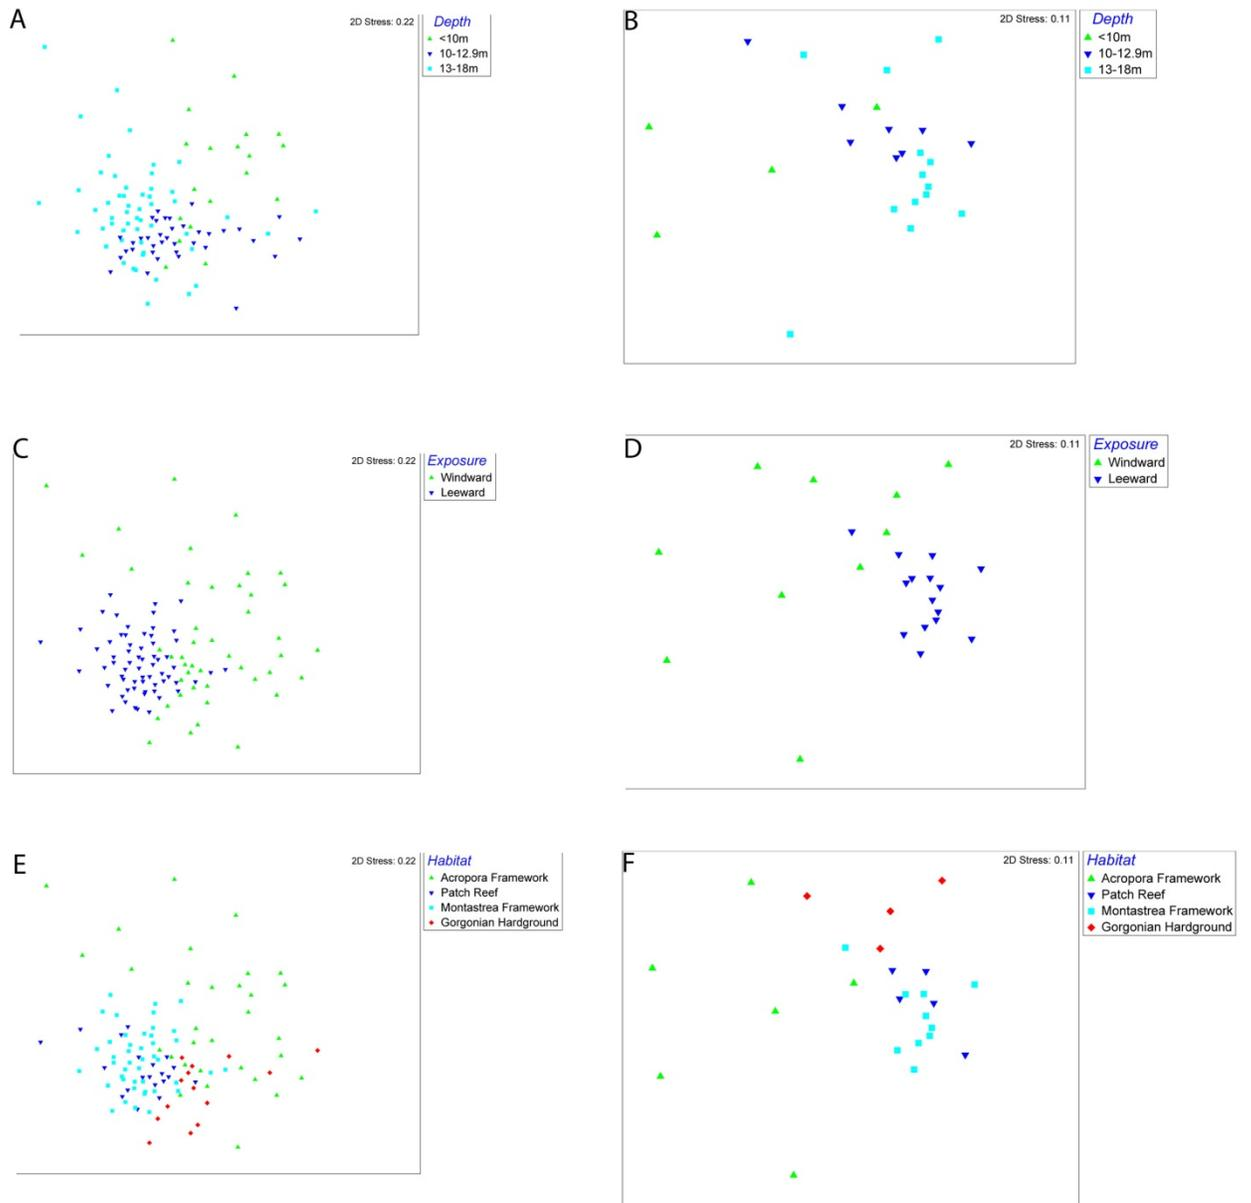 A
2D Stress: 0.22
Depth
<10m
10-12.9m
13-18m
B
2D Stress: 0.11
Depth
<10m
10-12.9m
13-18m
C
2D Stress: 0.22
Exposure
Windward
Leeward
D
2D Stress: 0.11
Exposure
Windward
Leeward
E
2D Stress: 0.22
Habitat
Acropora Framework
Patch Reef
Montastrea Framework
Gorgonian Hardground
F
2D Stress: 0.11
Habitat
Acropora Framework
Patch Reef
Montastrea Framework
Gorgonian Hardground